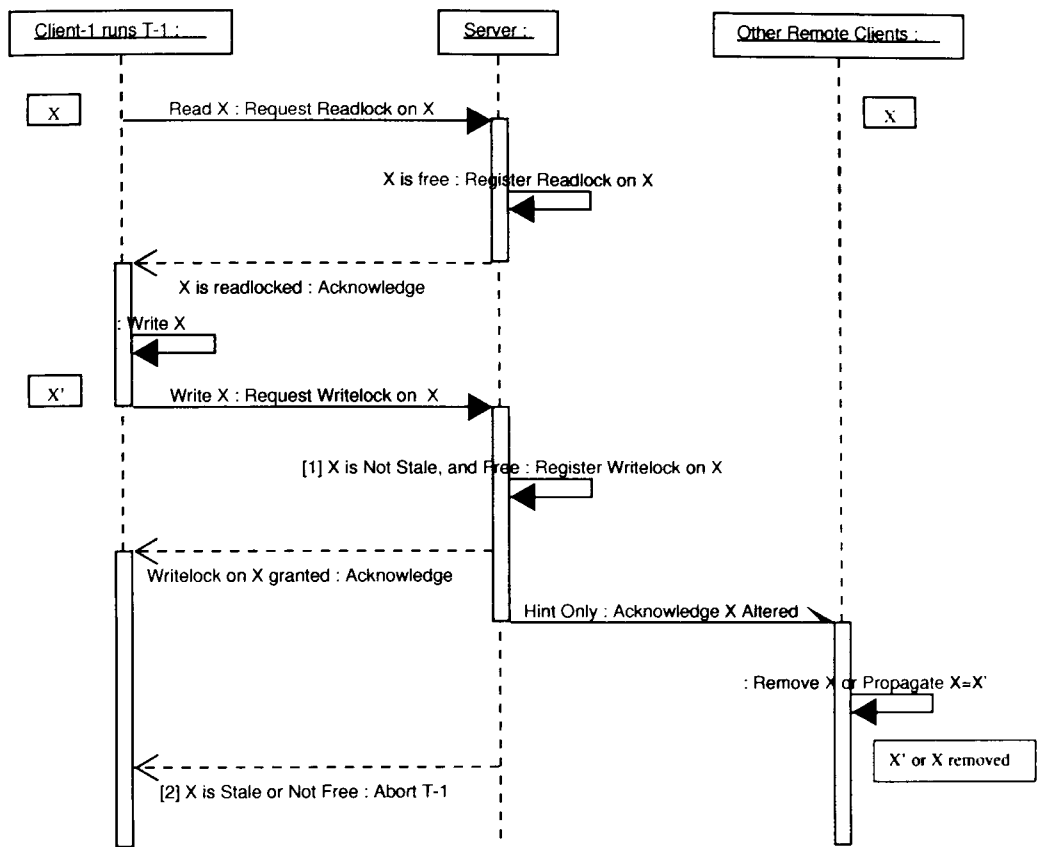 Client-1 runs T-1 :
Server :
Other Remote Clients :
X
Read X : Request Readlock on X
X
X is free : Register Readlock on X
X is readlocked : Acknowledge
: Write X
X'
Write X : Request Writelock on X
[1] X is Not Stale, and Free : Register Writelock on X
Writelock on X granted : Acknowledge
Hint Only : Acknowledge X Altered
: Remove X or Propagate X=X'
X' or X removed
[2] X is Stale or Not Free : Abort T-1